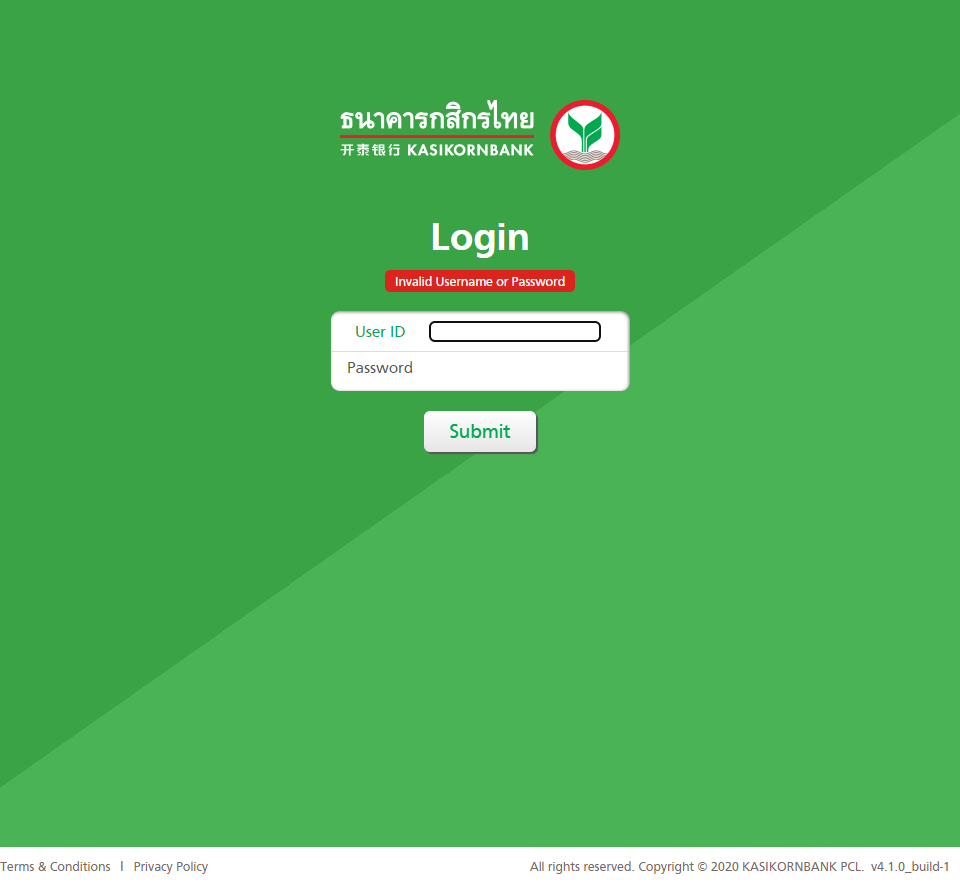 ธนาคารกสิกรไทย
开泰银行 KASIKORNBANK
Login
Invalid Username or Password
User ID
Password
Submit
Terms & Conditions | Privacy Policy
All rights reserved. Copyright © 2020 KASIKORNBANK PCL. v4.1.0_build-1